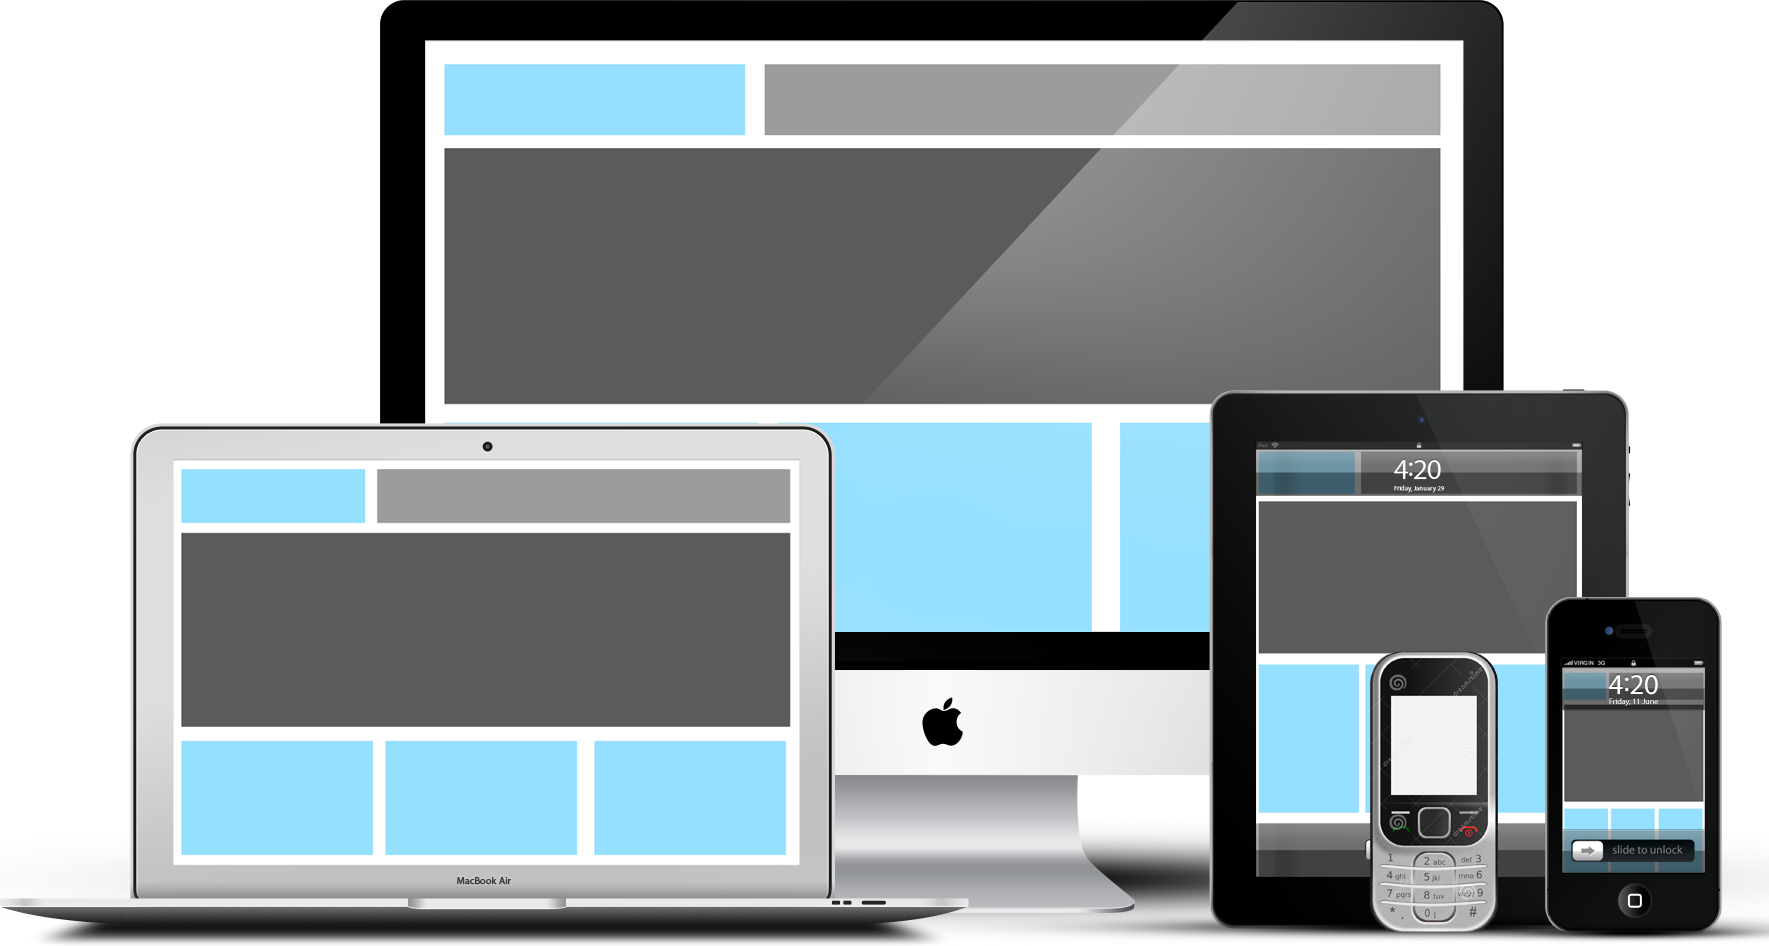 4:20
Friday, January 29
VIRGIN 3G
4:20
Friday, 11 June
slide to unlock
MacBook Air
dreamstime
1 2 abc def 3
4 ghi 5 jkl mno 6
7 pqrs 8 tuv wxyz 9
* 0 #